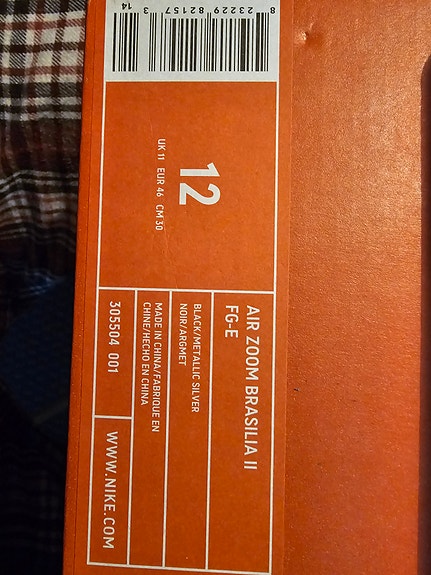 AIR ZOOM BRASILIA II
FG-E
BLACK/METALLIC SILVER
NOIR/ARGMET
MADE IN CHINA/FABRIQUE EN
CHINE/HECHO EN CHINA
305504 001
WWW.NIKE.COM
12
UK 11 EUR 46 CM 30
8 23229 82157 3
14